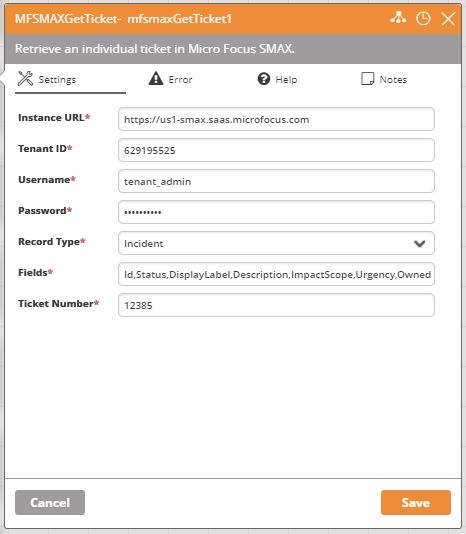 MFSMAXGetTicket- mfsmaxGetTicket1
Retrieve an individual ticket in Micro Focus SMAX.
Settings Error Help Notes
Instance URL* https://us1-smax.saas.microfocus.com
Tenant ID* 629195525
Username* tenant_admin
Password* ••••••••••
Record Type* Incident
Fields* Id,Status,DisplayLabel,Description,ImpactScope,Urgency,Owned
Ticket Number* 12385
Cancel Save